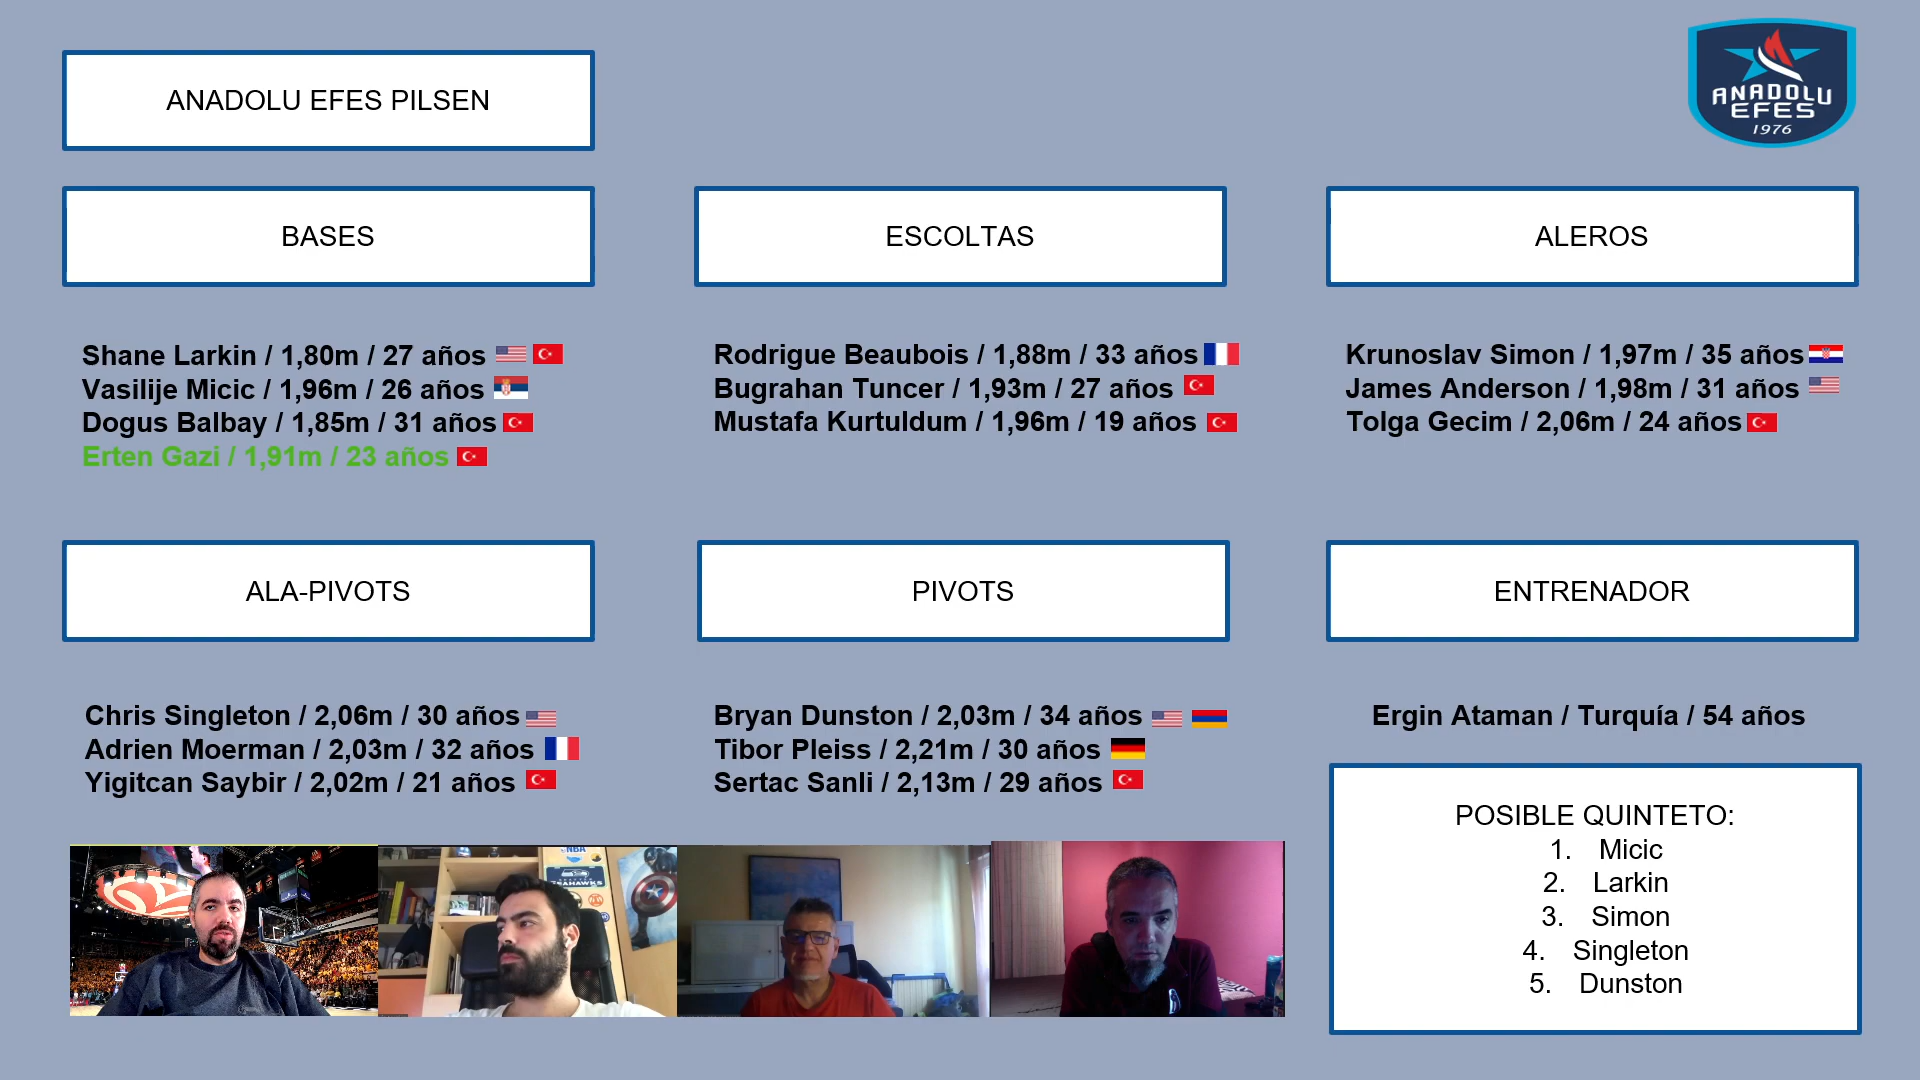 ANADOLU EFES PILSEN
ANADOLU
EFES
1976
BASES
ESCOLTAS
ALEROS
Shane Larkin / 1,80m / 27 años
Vasilije Micic / 1,96m / 26 años
Dogus Balbay / 1,85m / 31 años
Erten Gazi / 1,91m / 23 años
Rodrigue Beaubois / 1,88m / 33 años
Bugrahan Tuncer / 1,93m / 27 años
Mustafa Kurtuldum / 1,96m / 19 años
Krunoslav Simon / 1,97m / 35 años
James Anderson / 1,98m / 31 años
Tolga Gecim / 2,06m / 24 años
ALA-PIVOTS
PIVOTS
ENTRENADOR
Chris Singleton / 2,06m / 30 años
Adrien Moerman / 2,03m / 32 años
Yigitcan Saybir / 2,02m / 21 años
Bryan Dunston / 2,03m / 34 años
Tibor Pleiss / 2,21m / 30 años
Sertac Sanli / 2,13m / 29 años
Ergin Ataman / Turquía / 54 años
POSIBLE QUINTETO:
1. Micic
2. Larkin
3. Simon
4. Singleton
5. Dunston
NBA
SEAHAWKS